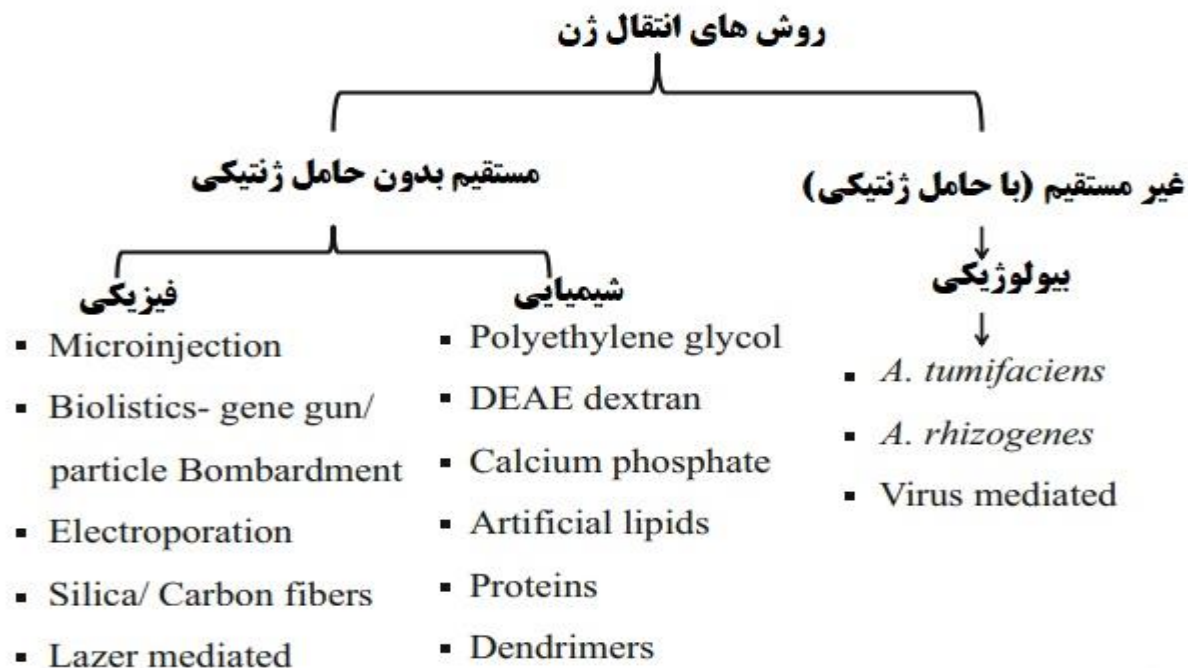 روش های انتقال ژن
مستقیم بدون حامل ژنتیکی
غیر مستقیم (با حامل ژنتیکی)
فیزیکی
▪ Microinjection
▪ Biolistics- gene gun/
particle Bombardment
▪ Electroporation
▪ Silica/ Carbon fibers
▪ Lazer mediated
شیمیایی
▪ Polyethylene glycol
▪ DEAE dextran
▪ Calcium phosphate
▪ Artificial lipids
▪ Proteins
▪ Dendrimers
بیولوژیکی
▪ A. tumifaciens
▪ A. rhizogenes
▪ Virus mediated